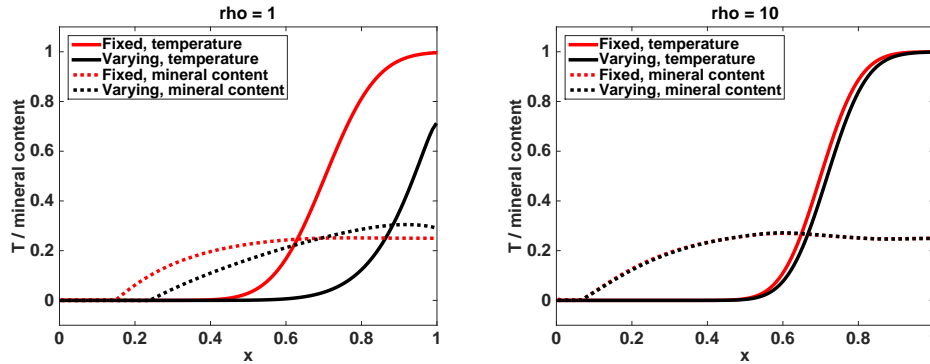 rho = 1
Fixed, temperature
Varying, temperature
Fixed, mineral content
Varying, mineral content
T / mineral content
1
0.8
0.6
0.4
0.2
0
0
0.2
0.4
0.6
0.8
1
x
rho = 10
Fixed, temperature
Varying, temperature
Fixed, mineral content
Varying, mineral content
T / mineral content
1
0.8
0.6
0.4
0.2
0
0
0.2
0.4
0.6
0.8
x